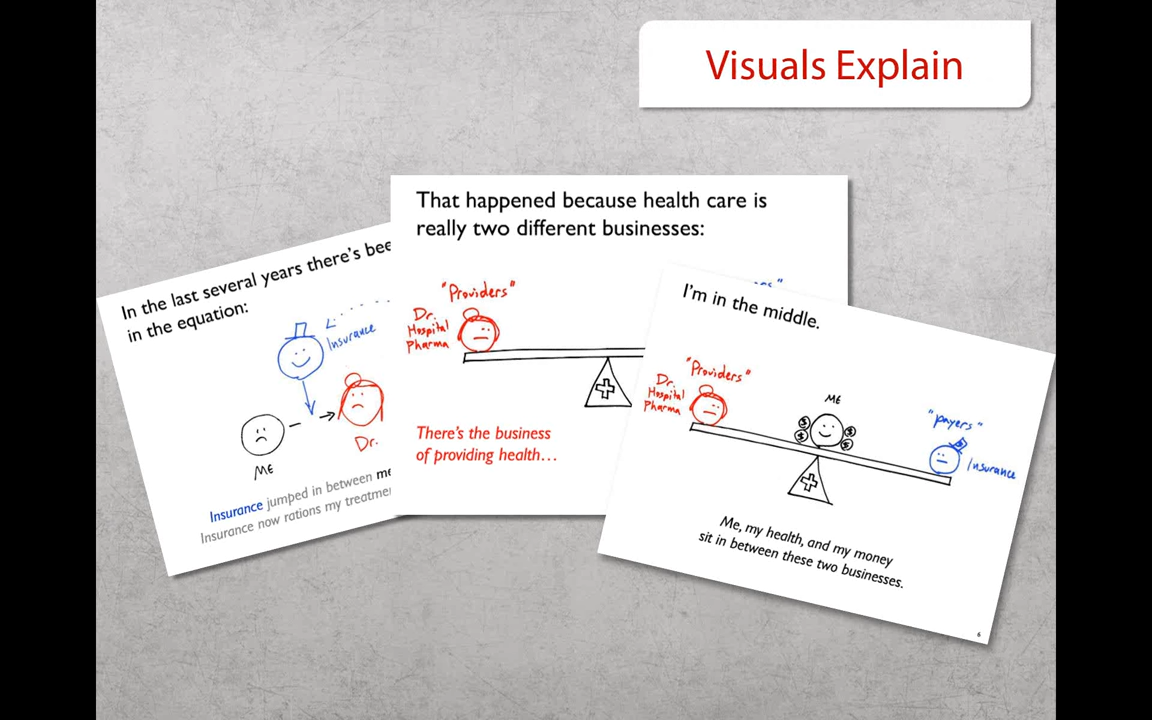 Visuals Explain
In the last several years there's bee
in the equation:
Insurance
ME
Dr.
Insurance jumped in between me
Insurance now rations my treatme
That happened because health care is
really two different businesses:
"Providers"
Dr.
Hospital
Pharma
There's the business
of providing health…
I'm in the middle.
"Providers"
Dr.
Hospital
Pharma
ME
$ $
$ $
"payers"
$
Insurance
Me, my health, and my money
sit in between these two businesses.
6